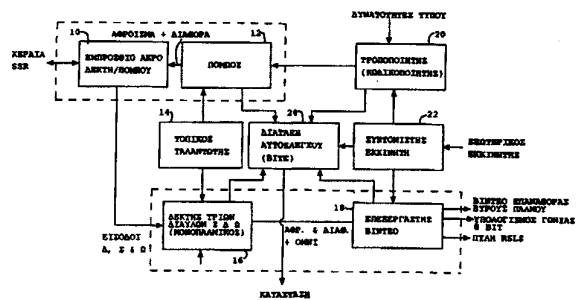 ΔΥΝΑΤΟΤΗΤΕΣ ΤΥΠΟΥ
ΑΘΡΟΙΣΜΑ + ΔΙΑΦΟΡΑ
10
12
20
ΚΕΡΑΙΑ
SSR
ΕΜΠΡΟΣΘΙΟ ΑΚΡΟ
ΔΕΚΤΗ/ΠΟΜΠΟΥ
ΠΟΜΠΟΣ
ΤΡΟΠΟΠΟΙΗΤΗΣ
(ΚΩΔΙΚΟΠΟΙΗΤΗΣ)
14
24
22
ΤΟΠΙΚΟΣ
ΤΑΛΑΝΤΩΤΗΣ
ΔΙΑΤΑΞΗ
ΑΥΤΟΕΛΕΓΧΟΥ
(BITE)
ΣΥΝΤΟΝΙΣΤΗΣ
ΕΚΚΙΝΗΤΗ
ΕΞΩΤΕΡΙΚΟΣ
ΕΚΚΙΝΗΤΗΣ
18
ΔΕΚΤΗΣ ΤΡΙΩΝ
ΔΙΑΥΛΩΝ Σ Δ Ω
(ΜΟΝΟΠΑΛΜΙΚΟΣ)
ΕΠΕΞΕΡΓΑΣΤΗΣ
ΒΙΝΤΕΟ
ΒΙΝΤΕΟ ΕΠΑΝΑΦΟΡΑΣ
ΕΥΡΟΥΣ ΠΑΛΜΟΥ
ΥΠΟΛΟΓΙΣΜΟΣ ΓΩΝΙΑΣ
8 BIT
ΠΥΛΗ RSLS
ΑΘΡ. & ΔΙΑΦ.
+ OMNI
ΕΙΣΟΔΟΙ
Δ, Σ & Ω
16
ΚΑΤΑΣΤΑΣΗ